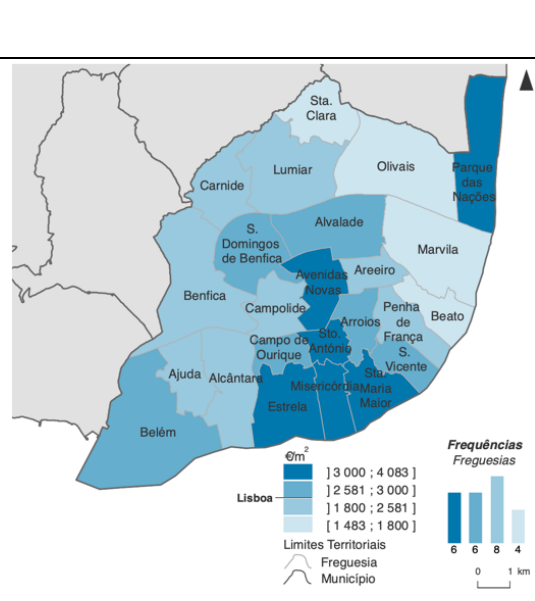 Sta.
Clara
Lumiar
Olivais
Parque
das
Nações
Carnide
Alvalade
S.
Domingos
de Benfica
Marvila
Avenidas
Novas
Areeiro
Benfica
Campolide
Penha
de
França
Beato
Arroios
Sto.
António
Campo de
Ourique
S.
Vicente
Ajuda
Alcântara
Misericórdia
Sta.
Maria
Maior
Estrela
Belém
€/m²
] 3 000 ; 4 083 ]
] 2 581 ; 3 000 ]
Lisboa
] 1 800 ; 2 581 ]
[ 1 483 ; 1 800 ]
Limites Territoriais
Freguesia
Município
Frequências
Freguesias
6 6 8 4
0 1 km